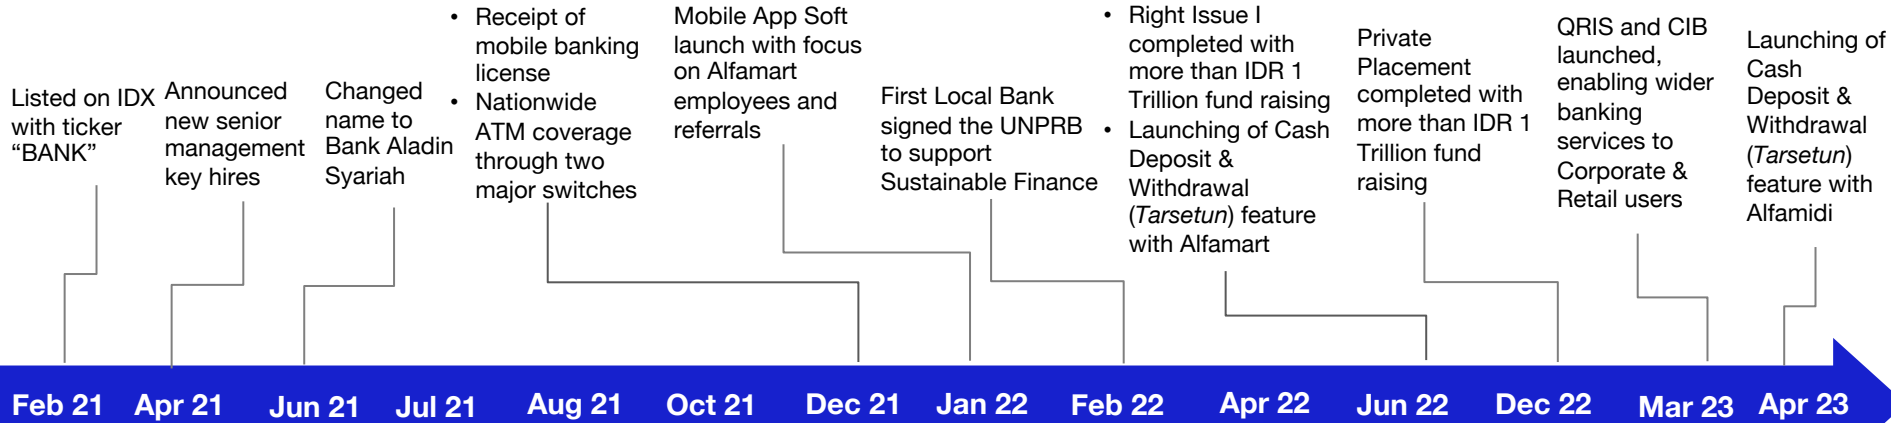 Listed on IDX
with ticker
“BANK”
Announced
new senior
management
key hires
Changed
name to
Bank Aladin
Syariah
• Receipt of
mobile banking
license
• Nationwide
ATM coverage
through two
major switches
Mobile App Soft
launch with focus
on Alfamart
employees and
referrals
First Local Bank
signed the UNPRB
to support
Sustainable Finance
• Right Issue I
completed with
more than IDR 1
Trillion fund raising
• Launching of Cash
Deposit &
Withdrawal
(Tarsetun) feature
with Alfamart
Private
Placement
completed with
more than IDR 1
Trillion fund
raising
QRIS and CIB
launched,
enabling wider
banking
services to
Corporate &
Retail users
Launching of
Cash
Deposit &
Withdrawal
(Tarsetun)
feature with
Alfamidi
Feb 21 Apr 21 Jun 21 Jul 21 Aug 21 Oct 21 Dec 21 Jan 22 Feb 22 Apr 22 Jun 22 Dec 22 Mar 23 Apr 23